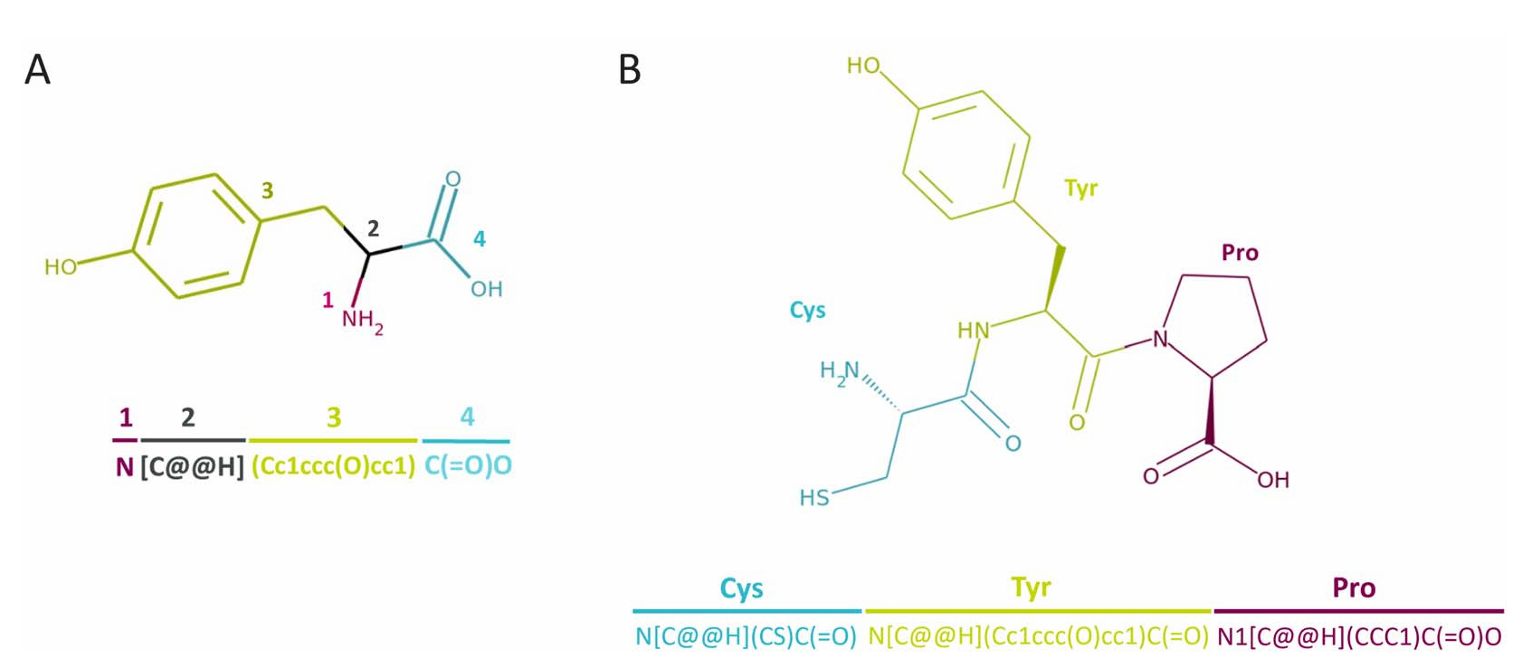 A
B
HO
Tyr
3
O
2
4
HO
OH
1
NH2
Pro
Cys
HN
N
H2N
O
O
HS
O
OH
1 2 3 4
N [C@@H] (Cc1ccc(O)cc1) C(=O)O
Cys Tyr Pro
N[C@@H](CS)C(=O) N[C@@H](Cc1ccc(O)cc1)C(=O) N1[C@@H](CCC1)C(=O)O